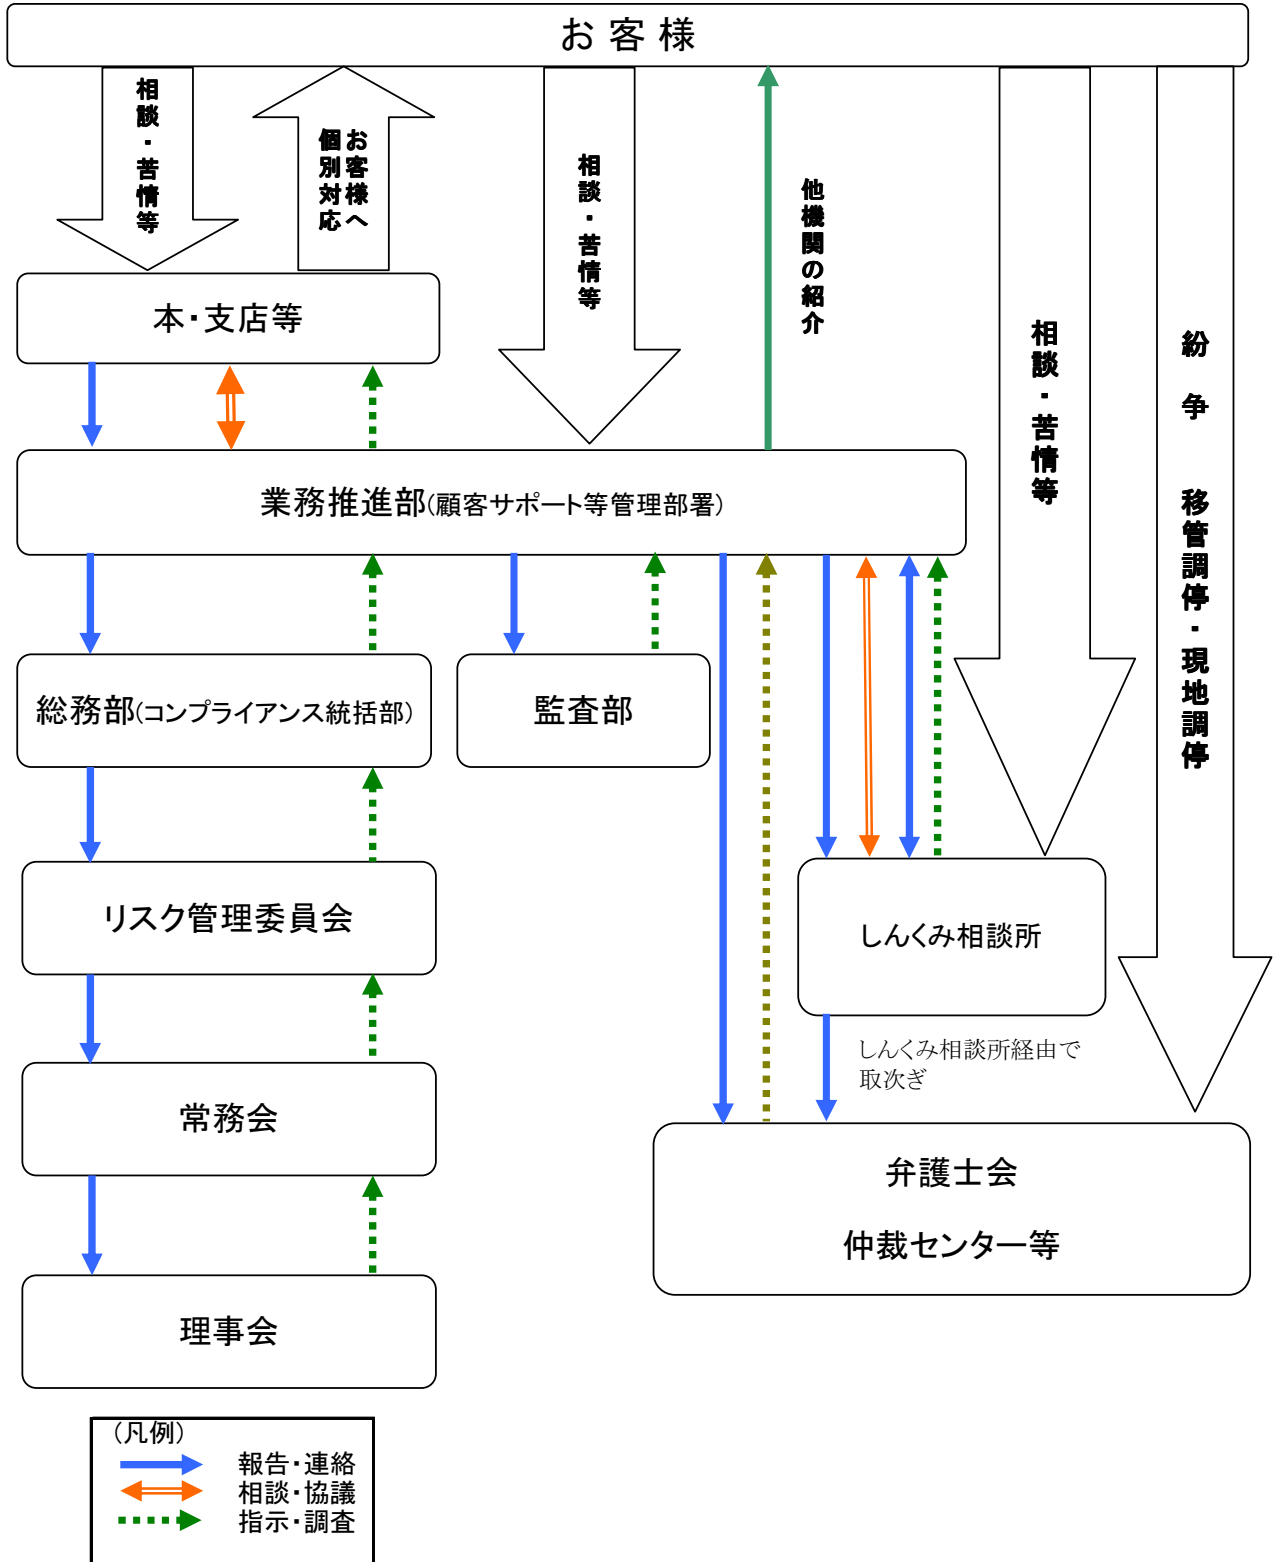 お 客 様
相談・苦情等
お客様へ
個別対応
相談・苦情等
他機関の紹介
相談・苦情等
紛 争 移管調停・現地調停
本・支店等
業務推進部(顧客サポート等管理部署)
総務部(コンプライアンス統括部)
監査部
リスク管理委員会
しんくみ相談所
しんくみ相談所経由で
取次ぎ
常務会
弁護士会
仲裁センター等
理事会
(凡例)
報告・連絡
相談・協議
指示・調査